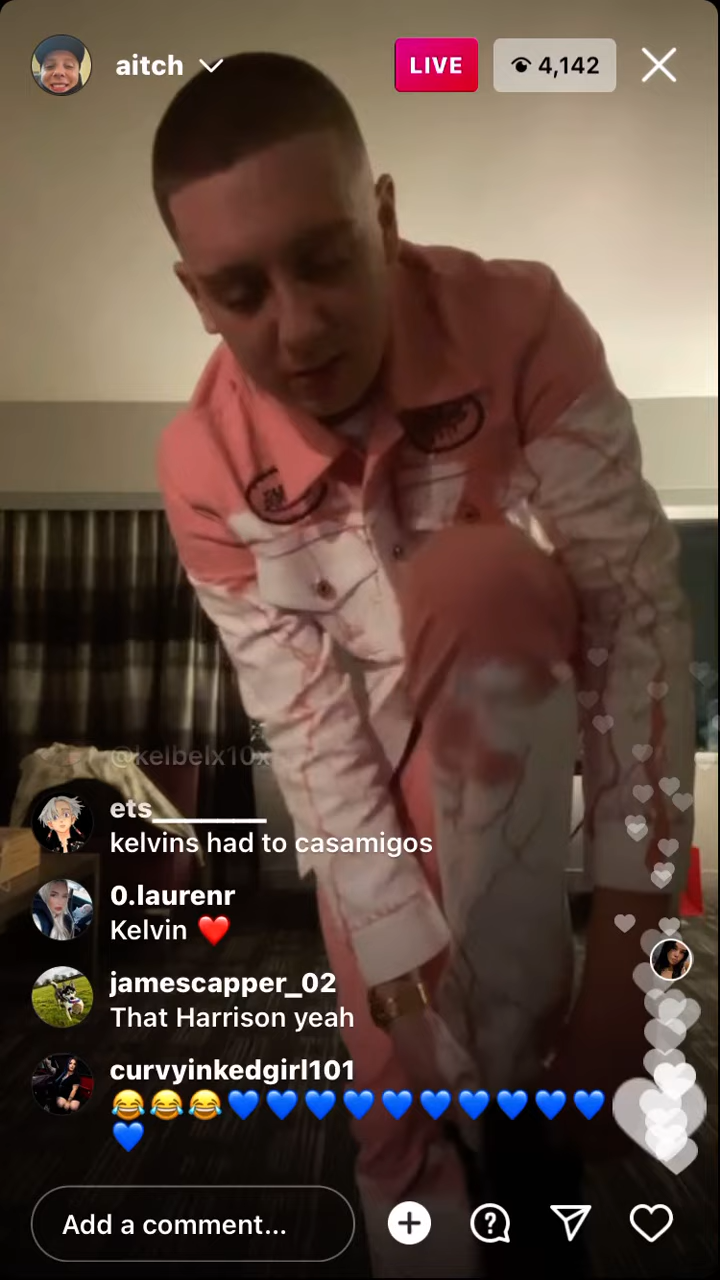 aitch
LIVE
4,142
@kelbelx10x
ets________
kelvins had to casamigos
0.laurenr
Kelvin ❤️
jamescapper_02
That Harrison yeah
curvyinkedgirl101
😂😂😂💙💙💙💙💙💙💙💙💙💙
💙
Add a comment...